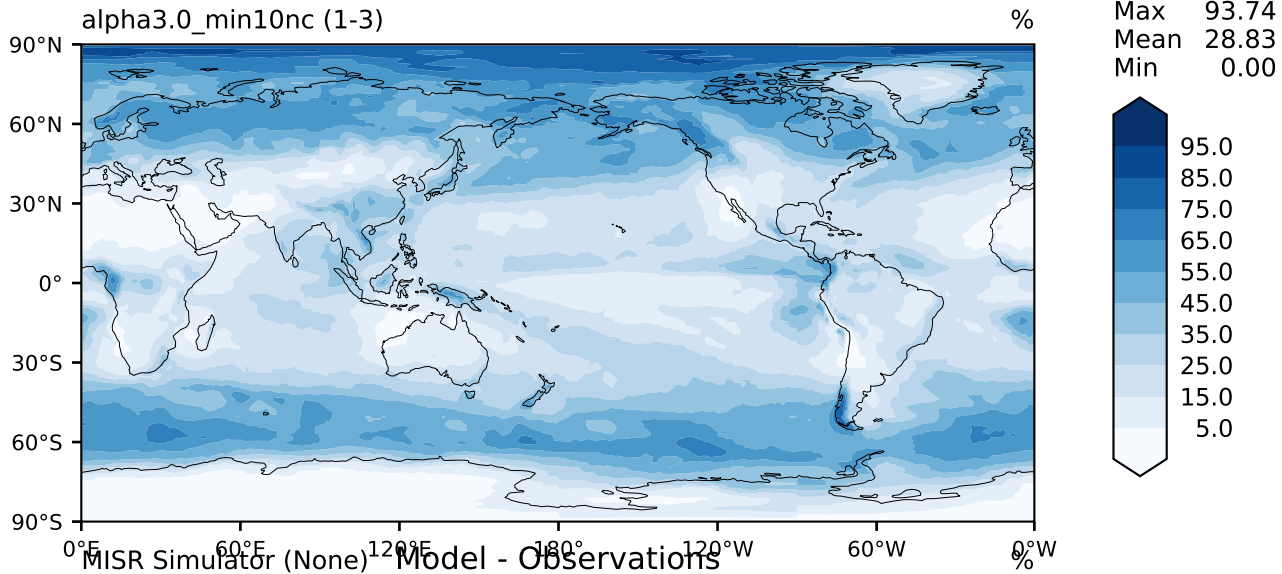 alpha3.0_min10nc (1-3)
%
Max 93.74
Mean 28.83
Min 0.00
90°N
60°N
30°N
0°
30°S
60°S
90°S
95.0
85.0
75.0
65.0
55.0
45.0
35.0
25.0
15.0
5.0
0°E 60°E 120°E 180° 120°W 60°W 0°W
MISR Simulator (None)
Model - Observations
%